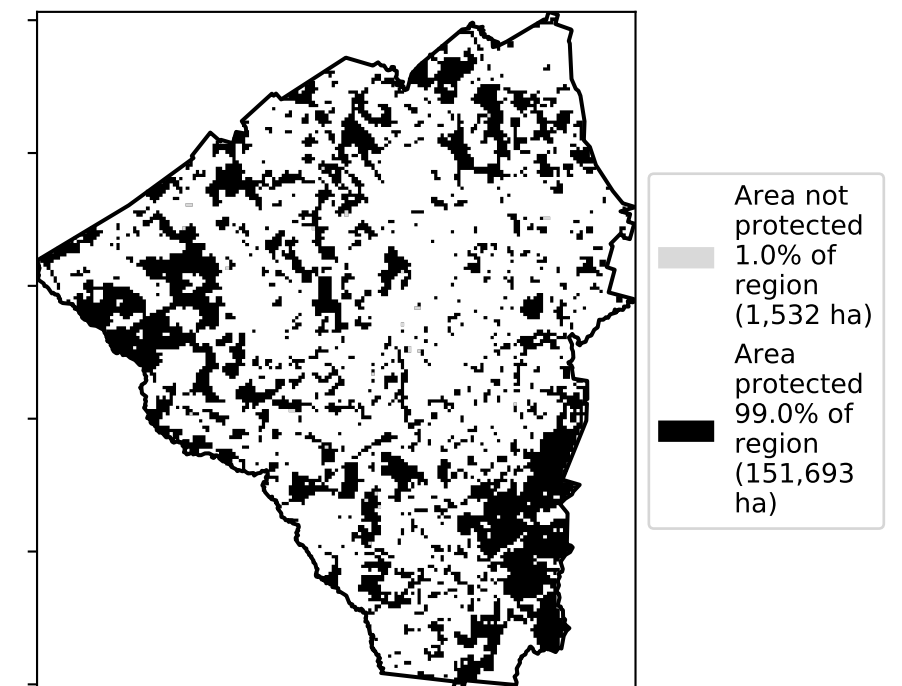 Area not
protected
1.0% of
region
(1,532 ha)
Area
protected
99.0% of
region
(151,693
ha)